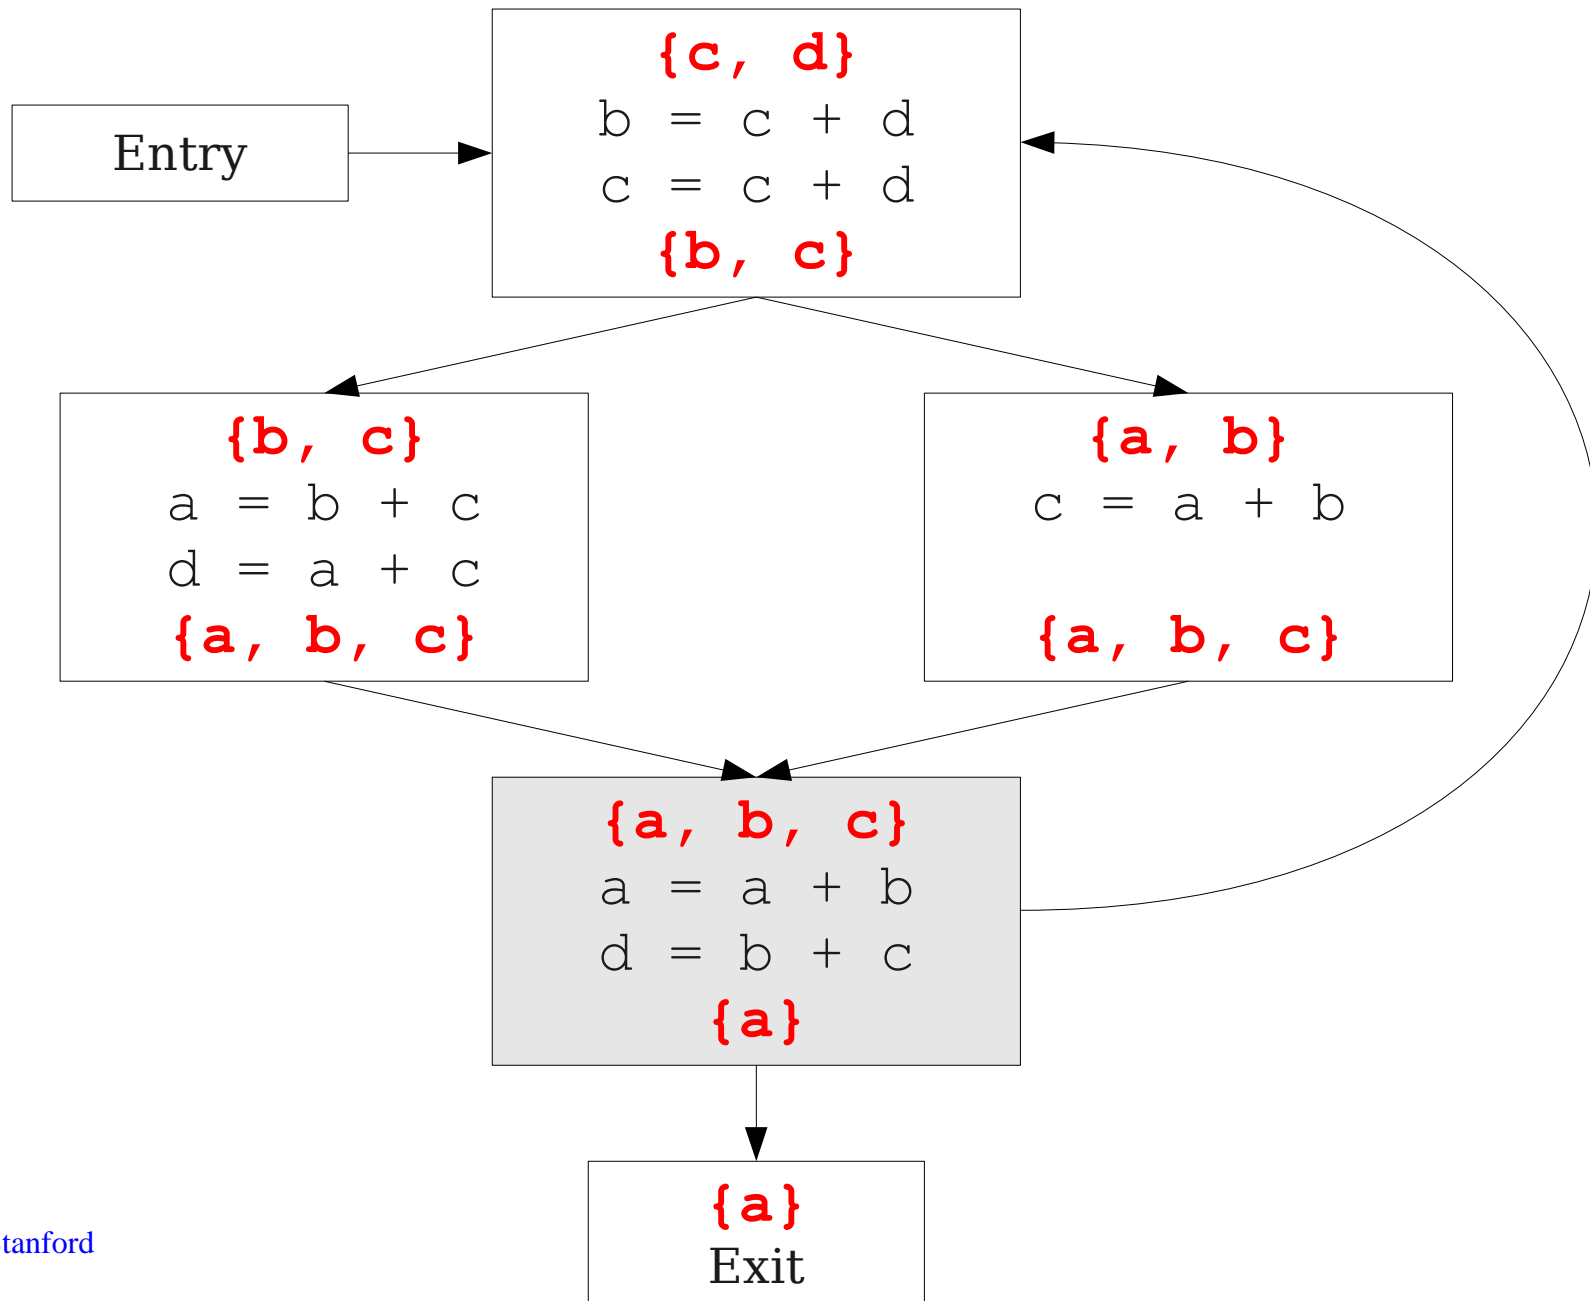 {c, d}
b = c + d
c = c + d
{b, c}
Entry
{b, c}
a = b + c
d = a + c
{a, b, c}
{a, b}
c = a + b
{a, b, c}
{a, b, c}
a = a + b
d = b + c
{a}
{a}
Exit
tanford